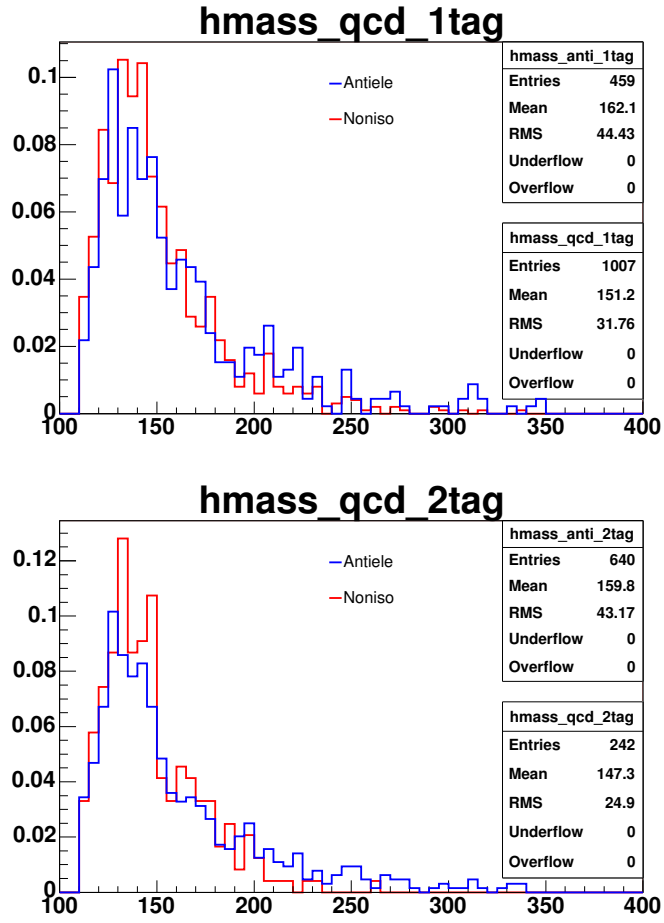 hmass_qcd_1tag
hmass_anti_1tag
Entries 459
Mean 162.1
RMS 44.43
Underflow 0
Overflow 0
Antiele
Noniso
hmass_qcd_1tag
Entries 1007
Mean 151.2
RMS 31.76
Underflow 0
Overflow 0
0.1
0.08
0.06
0.04
0.02
0
100 150 200 250 300 350 400
hmass_qcd_2tag
hmass_anti_2tag
Entries 640
Mean 159.8
RMS 43.17
Underflow 0
Overflow 0
Antiele
Noniso
hmass_qcd_2tag
Entries 242
Mean 147.3
RMS 24.9
Underflow 0
Overflow 0
0.12
0.1
0.08
0.06
0.04
0.02
0
100 150 200 250 300 350 400